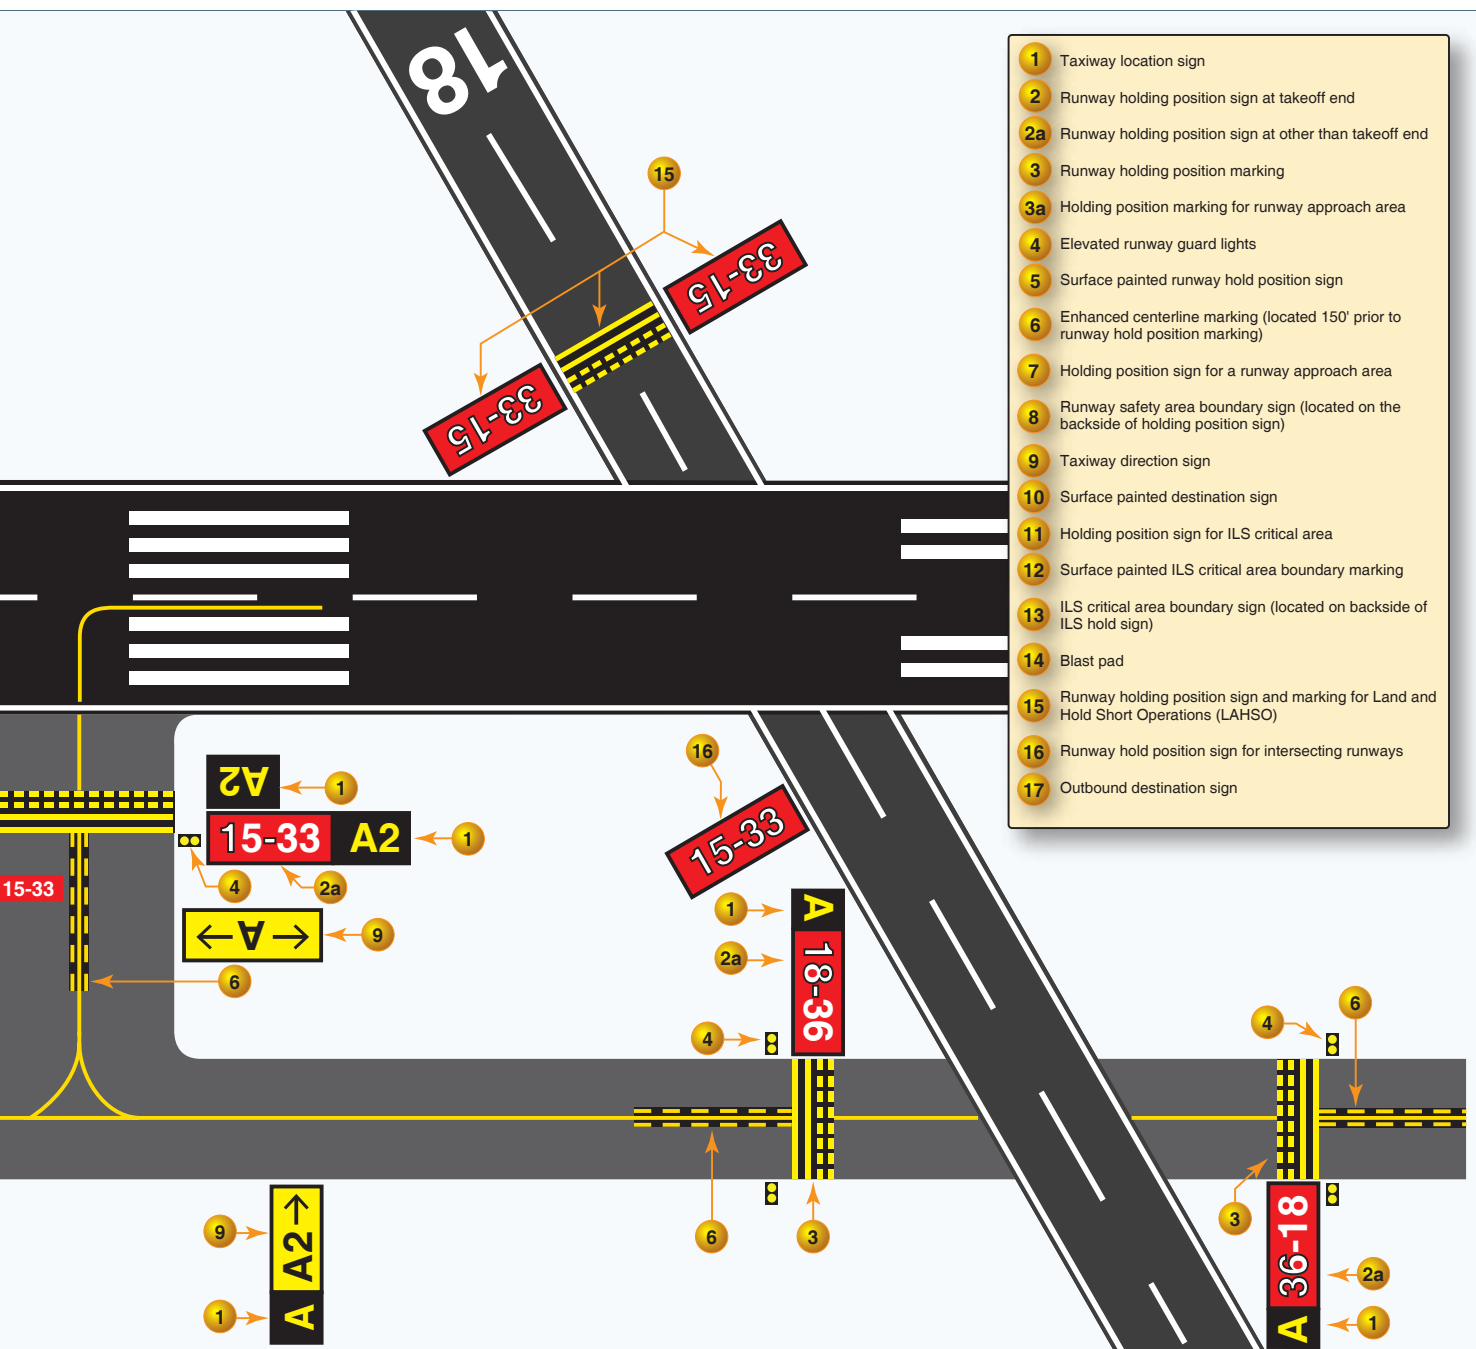 18
15
33-15
33-15
1 Taxiway location sign
2 Runway holding position sign at takeoff end
2a Runway holding position sign at other than takeoff end
3 Runway holding position marking
3a Holding position marking for runway approach area
4 Elevated runway guard lights
5 Surface painted runway hold position sign
6 Enhanced centerline marking (located 150' prior to
runway hold position marking)
7 Holding position sign for a runway approach area
8 Runway safety area boundary sign (located on the
backside of holding position sign)
9 Taxiway direction sign
10 Surface painted destination sign
11 Holding position sign for ILS critical area
12 Surface painted ILS critical area boundary marking
13 ILS critical area boundary sign (located on backside of
ILS hold sign)
14 Blast pad
15 Runway holding position sign and marking for Land and
Hold Short Operations (LAHSO)
16 Runway hold position sign for intersecting runways
17 Outbound destination sign
A2
1
15-33 A2
1
4
2a
15-33
← A →
9
6
16
15-33
1
A 18-36
2a
4
6
3
4
6
3
36-18
A
2a
1
9
A2→
1
A